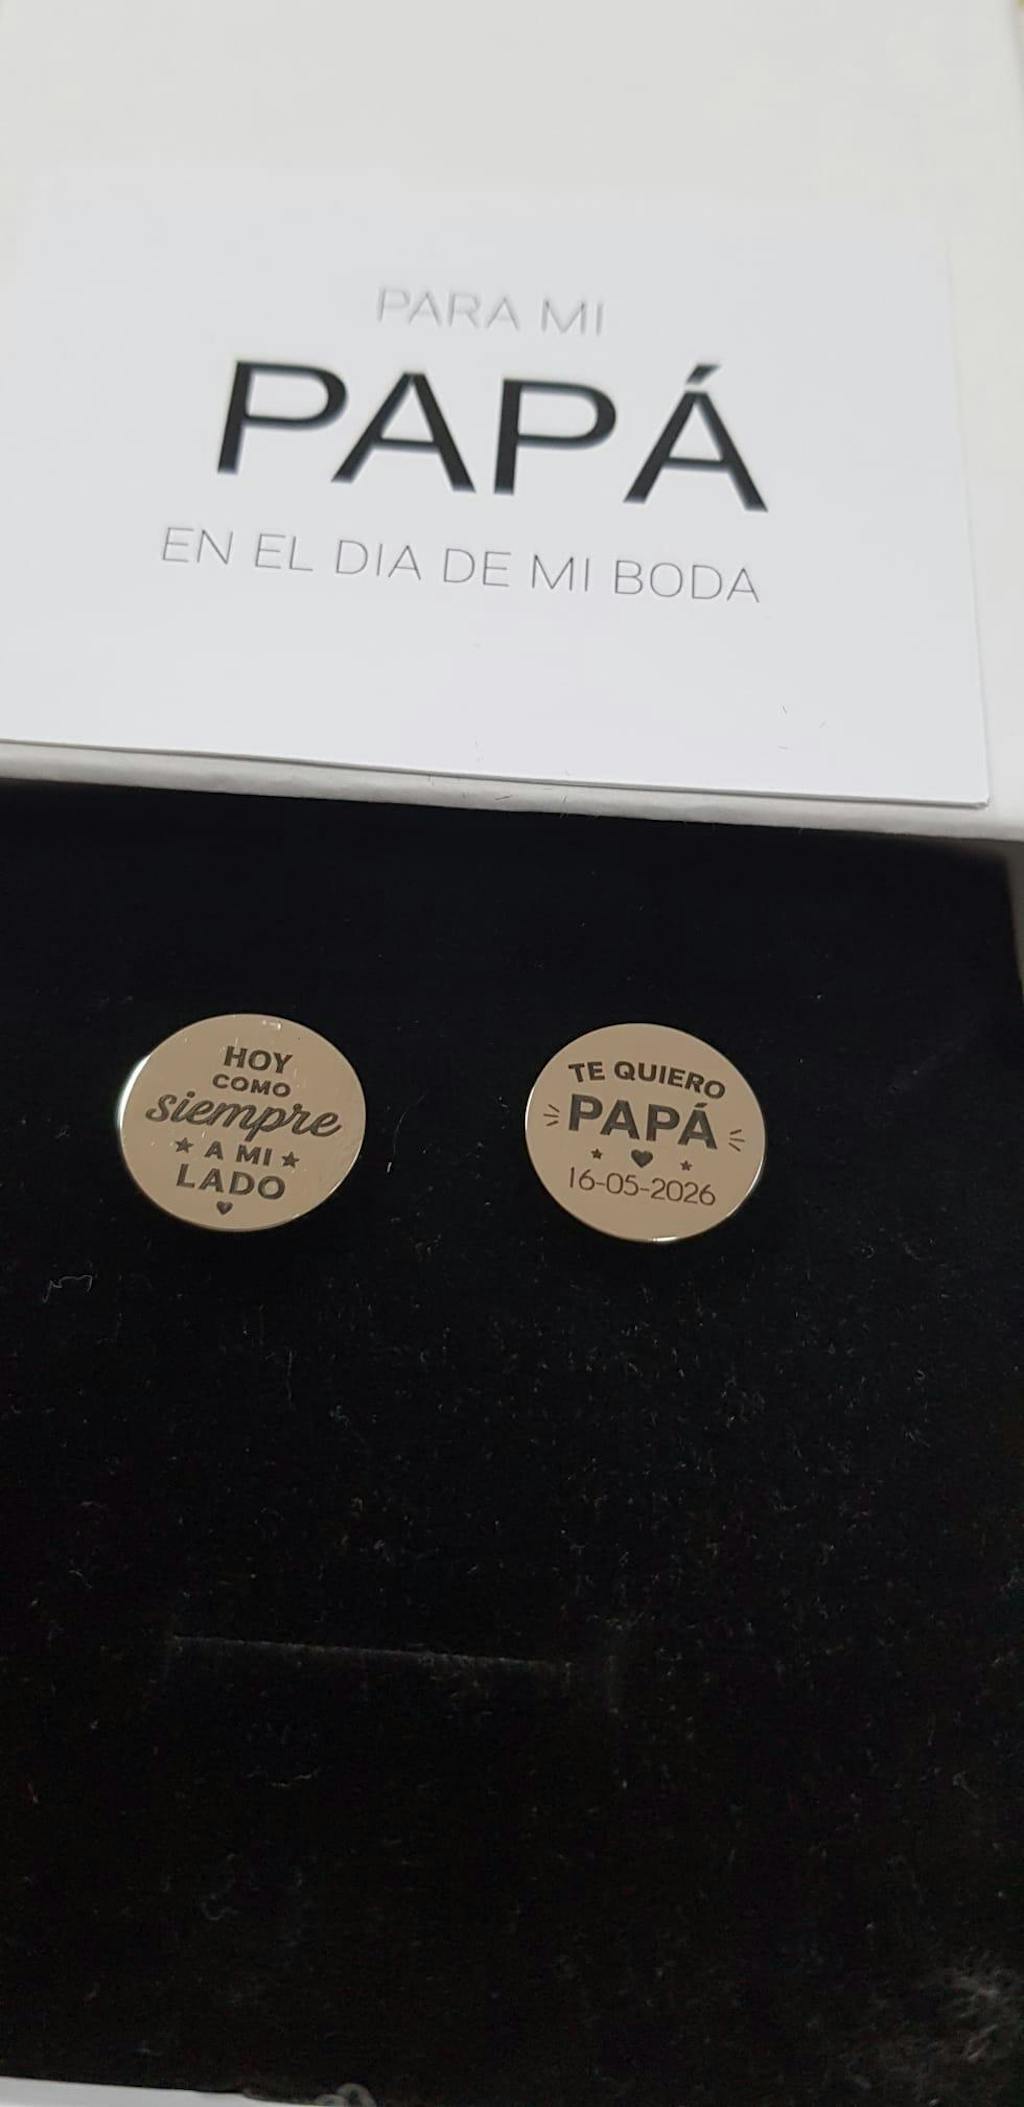 PARA MI
PAPÁ
EN EL DIA DE MI BODA
HOY
COMO
siempre
A MI
LADO
TE QUIERO
PAPÁ
16-05-2026